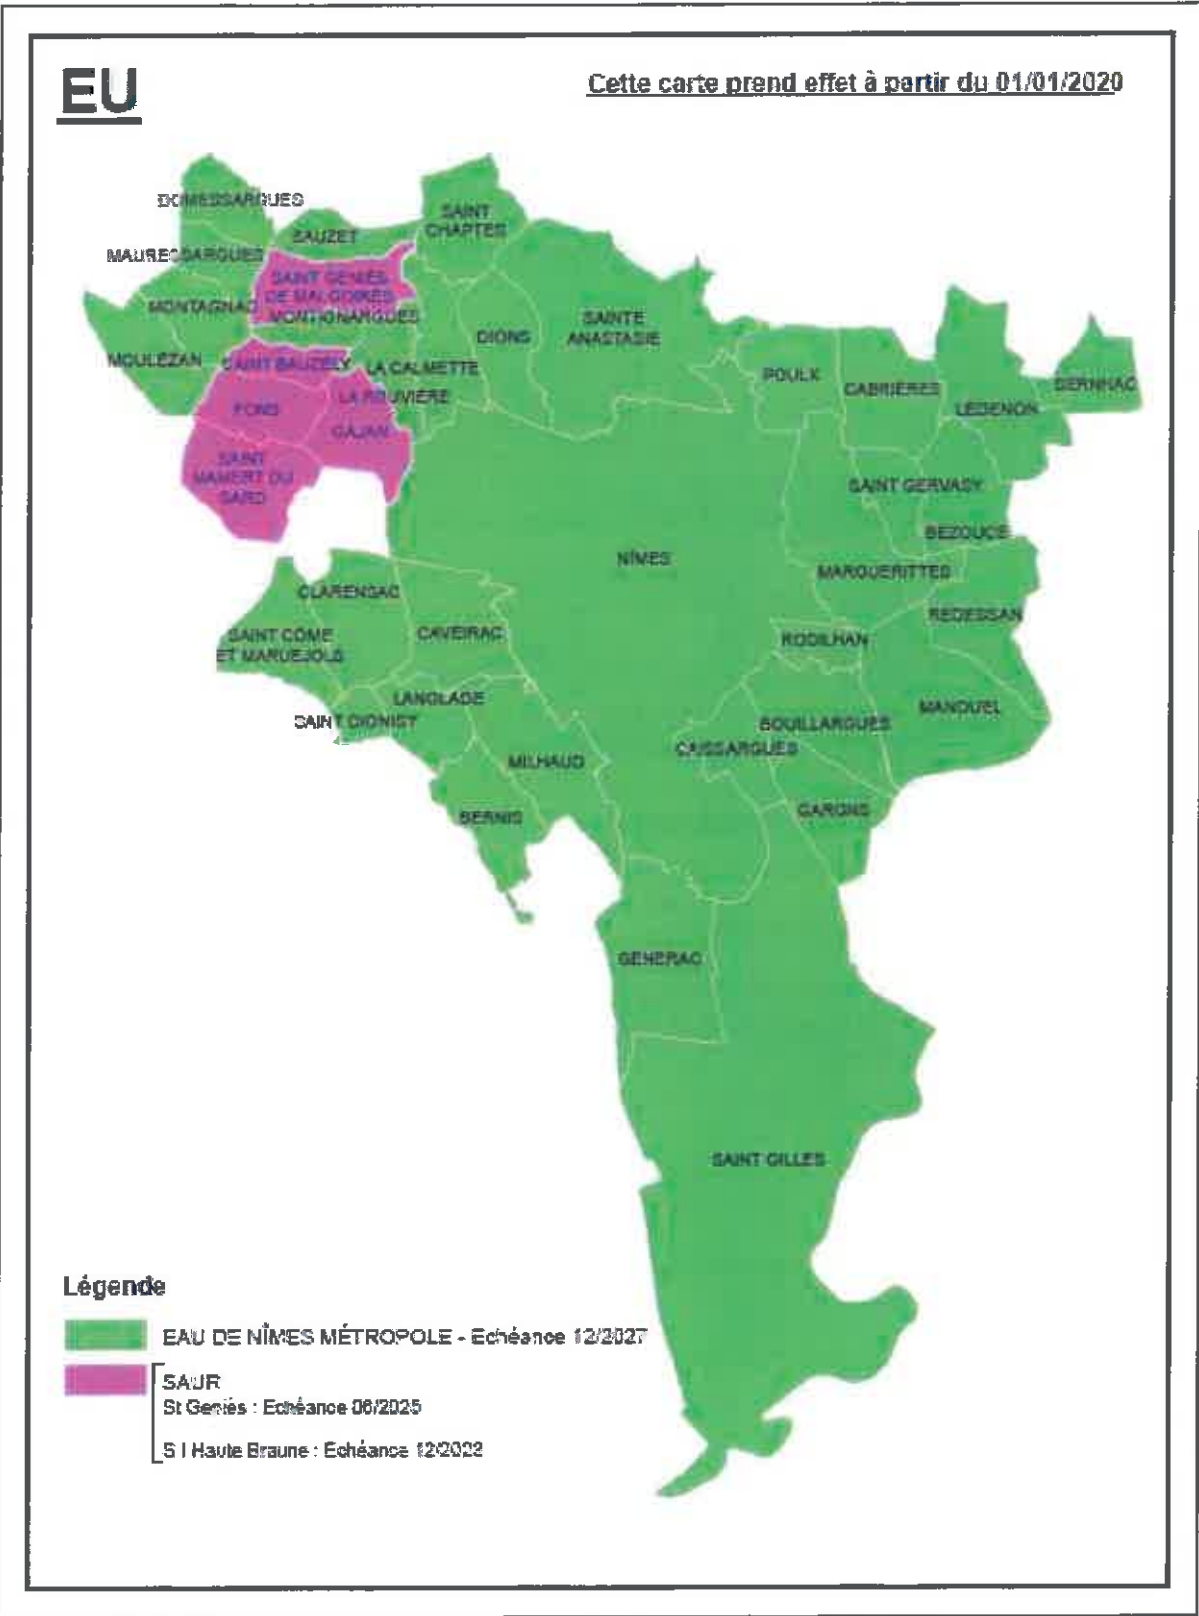 EU
Cette carte prend effet à partir du 01/01/2020
DOMESSARGUES
SAUZET
SAINT
CHAPTES
MAURESSARGUES
SAINT GENIES
DE MALGOIRES
MONTAGNAC
MONTIGNARGUES
DIONS
SAINTE
ANASTASIE
MOULÉZAN
SAINT BAUZELY
LA CALMETTE
POULX
CABRIÈRES
SERNHAC
LA ROUVIÈRE
FONS
LEDENON
GAJAN
SAINT
MAMERT DU
GARD
SAINT GERVASY
BEZOUCE
NÎMES
MARGUERITTES
CLARENSAC
REDESSAN
SAINT COME
ET MARUEJOLS
CAVEIRAC
RODILHAN
LANGLADE
SAINT DIONISY
MANDUEL
BOUILLARGUES
CAISSARGUES
MILHAUD
BERNIS
GARONS
GENERAC
SAINT GILLES
Légende
EAU DE NÎMES MÉTROPOLE - Echéance 12/2027
SAUR
St Geniès : Echéance 06/2025
S I Haute Braune : Echéance